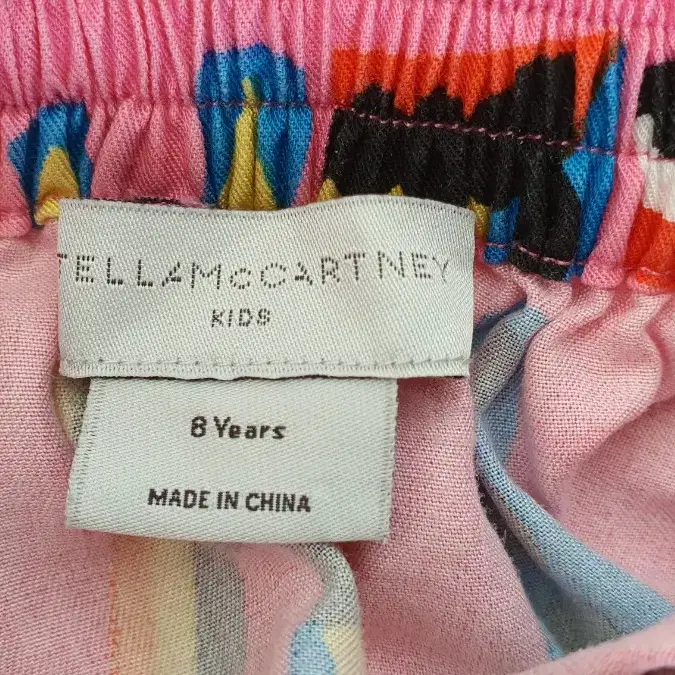 TELLAMcCARTNEY
KIDS
8 Years
MADE IN CHINA